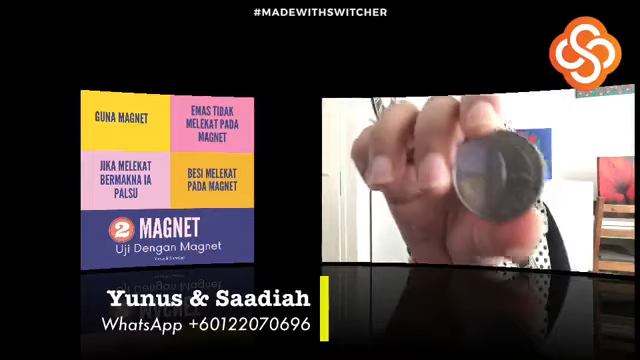 #MADEWITHSWITCHER
GUNA MAGNET
EMAS TIDAK
MELEKAT PADA
MAGNET
JIKA MELEKAT
BERMAKNA IA
PALSU
BESI MELEKAT
PADA MAGNET
2 MAGNET
Uji Dengan Magnet
Yunus & Saadiah
WhatsApp +60122070696